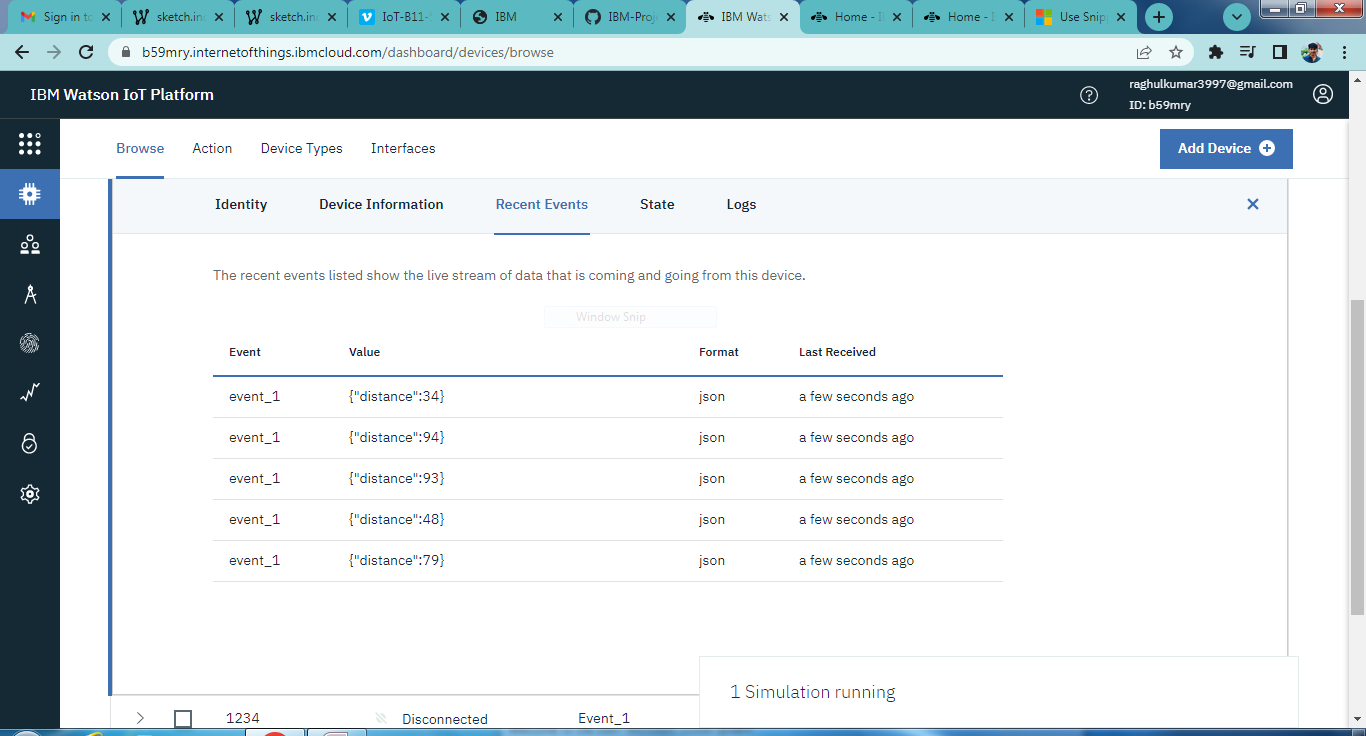 Sign in to
sketch.in
sketch.in
IoT-B11-
IBM
IBM-Proj
IBM Wats
Home - I
Home - I
Use Snip
b59mry.internetofthings.ibmcloud.com/dashboard/devices/browse
IBM Watson IoT Platform
raghulkumar3997@gmail.com
ID: b59mry
Browse Action Device Types Interfaces
Add Device
Identity Device Information Recent Events State Logs
The recent events listed show the live stream of data that is coming and going from this device.
Window Snip
Event Value Format Last Received
event_1 {"distance":34} json a few seconds ago
event_1 {"distance":94} json a few seconds ago
event_1 {"distance":93} json a few seconds ago
event_1 {"distance":48} json a few seconds ago
event_1 {"distance":79} json a few seconds ago
1 Simulation running
1234 Disconnected Event_1